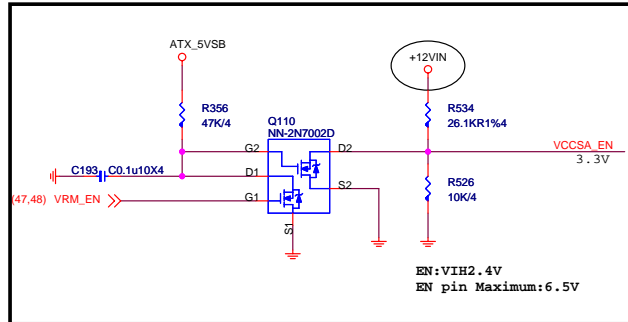 ATX_5VSB
+12VIN
R356
47K/4
Q110
NN-2N7002D
R534
26.1KR1%4
G2
D2
VCCSA_EN
3.3V
C193
C0.1u10X4
D1
S2
R526
10K/4
(47,48) VRM_EN
G1
S1
EN:VIH2.4V
EN pin Maximum:6.5V